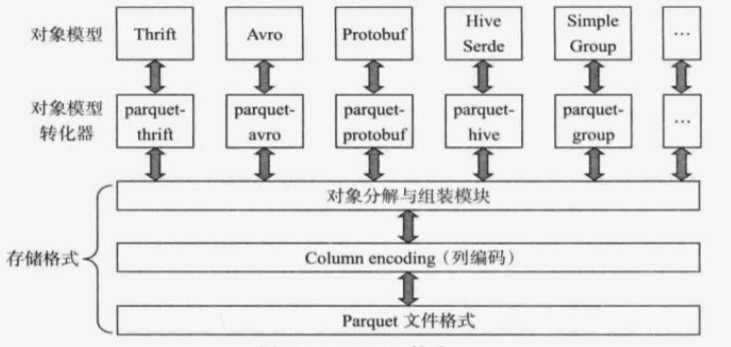 对象模型 Thrift Avro Protobuf Hive Serde Simple Group …
对象模型转化器 parquet-thrift parquet-avro parquet-protobuf parquet-hive parquet-group …
对象分解与组装模块
存储格式
Column encoding（列编码）
Parquet 文件格式